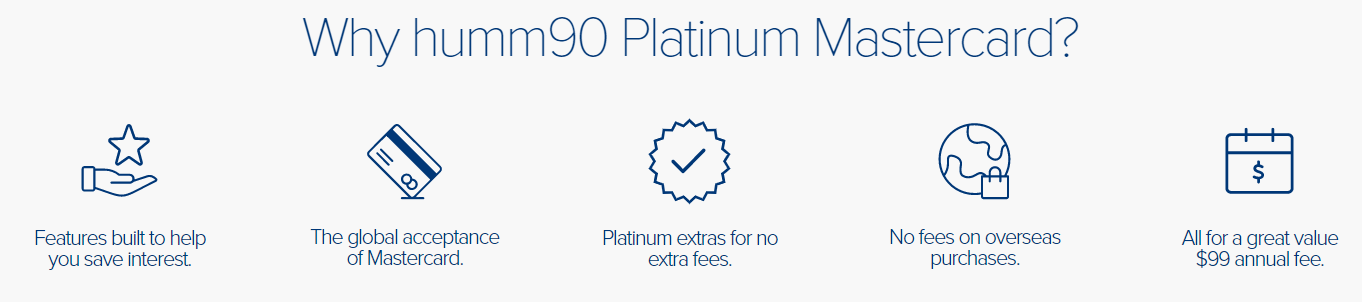 Why humm90 Platinum Mastercard?
Features built to help
you save interest.
The global acceptance
of Mastercard.
Platinum extras for no
extra fees.
No fees on overseas
purchases.
$
All for a great value
$99 annual fee.